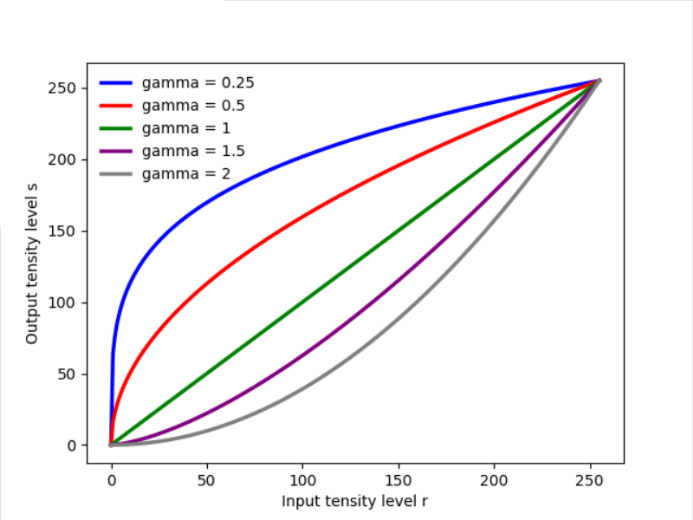 gamma = 0.25
gamma = 0.5
gamma = 1
gamma = 1.5
gamma = 2
Output tensity level s
250
200
150
100
50
0
0 50 100 150 200 250
Input tensity level r